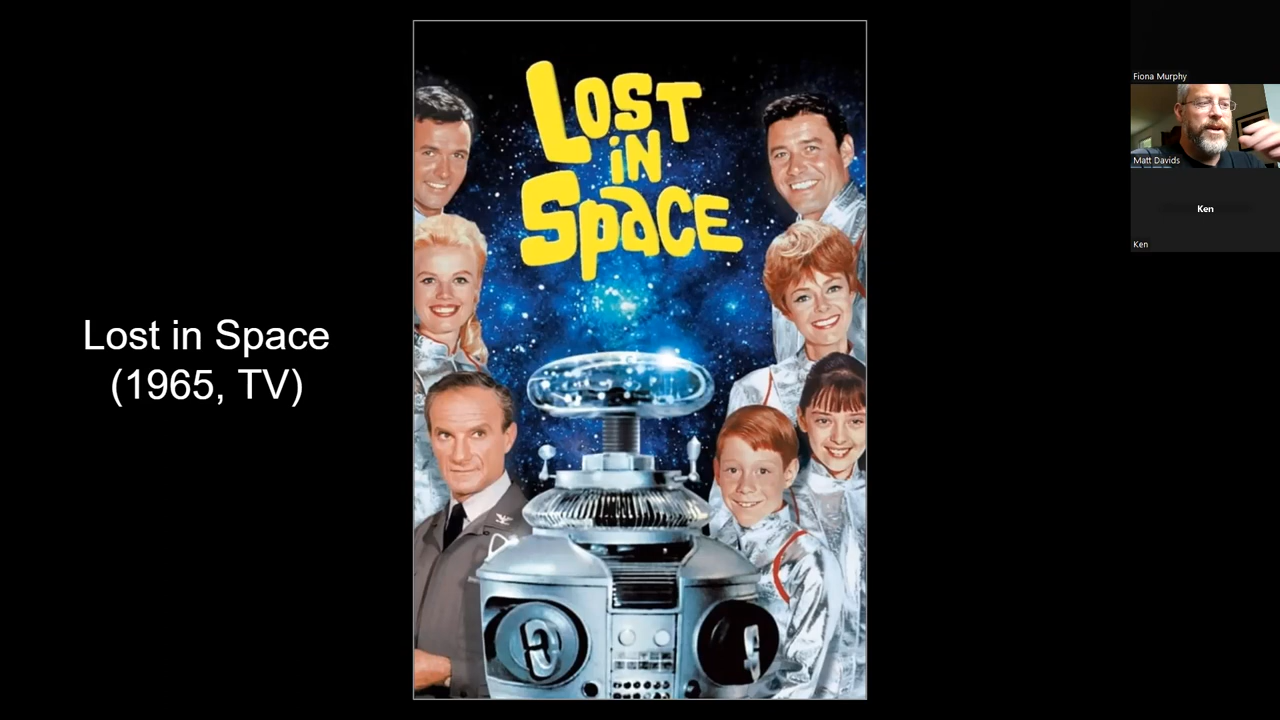 Lost in Space
(1965, TV)
LOST
iN
SpaCE
Fiona Murphy
Matt Davids
Ken
Ken